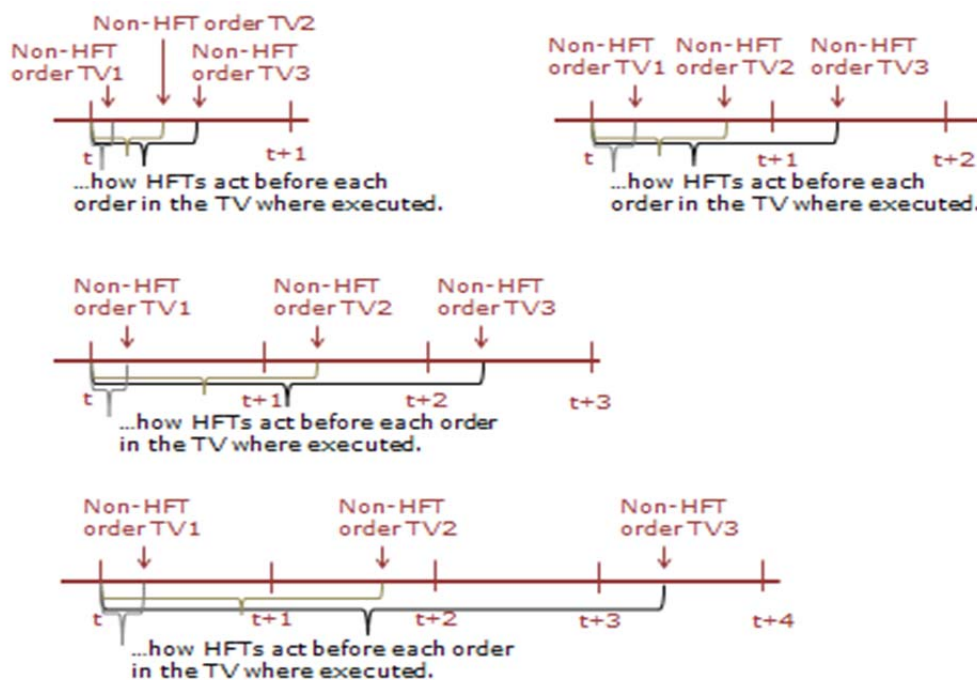 Non-HFT order TV2
Non-HFT
order TV1
Non-HFT
order TV3
t
t+1
...how HFTs act before each
order in the TV where executed.
Non-HFT
order TV1
Non-HFT
order TV2
Non-HFT
order TV3
t
t+1
t+2
...how HFTs act before each
order in the TV where executed.
Non-HFT
order TV1
Non-HFT
order TV2
Non-HFT
order TV3
t
t+1
t+2
t+3
...how HFTs act before each order
in the TV where executed.
Non-HFT
order TV1
Non-HFT
order TV2
Non-HFT
order TV3
t
t+1
t+2
t+3
t+4
...how HFTs act before each order
in the TV where executed.